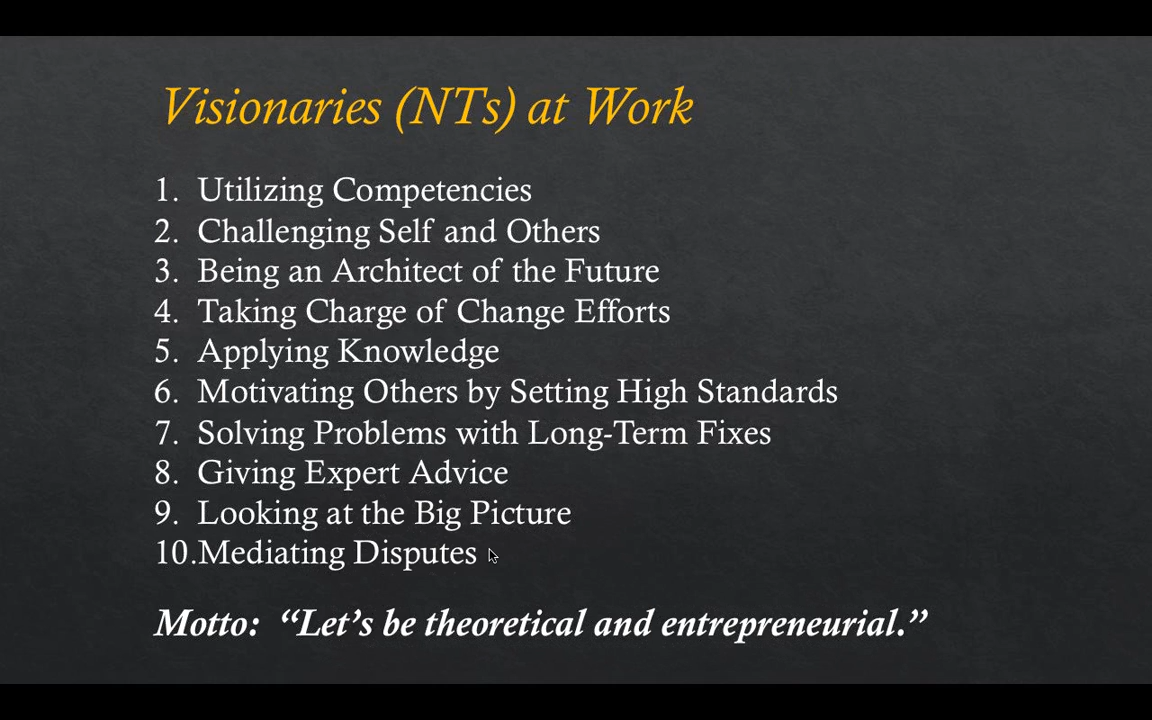 Visionaries (NTs) at Work
1. Utilizing Competencies
2. Challenging Self and Others
3. Being an Architect of the Future
4. Taking Charge of Change Efforts
5. Applying Knowledge
6. Motivating Others by Setting High Standards
7. Solving Problems with Long-Term Fixes
8. Giving Expert Advice
9. Looking at the Big Picture
10.Mediating Disputes
Motto: “Let’s be theoretical and entrepreneurial.”